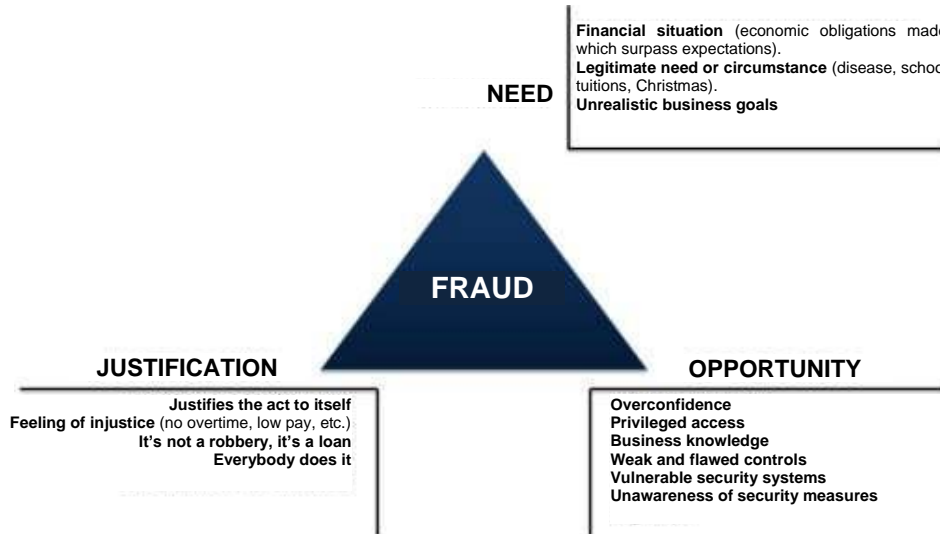 Financial situation (economic obligations made
which surpass expectations).
Legitimate need or circumstance (disease, school
tuitions, Christmas).
Unrealistic business goals
NEED
FRAUD
JUSTIFICATION
Justifies the act to itself
Feeling of injustice (no overtime, low pay, etc.)
It's not a robbery, it's a loan
Everybody does it
OPPORTUNITY
Overconfidence
Privileged access
Business knowledge
Weak and flawed controls
Vulnerable security systems
Unawareness of security measures